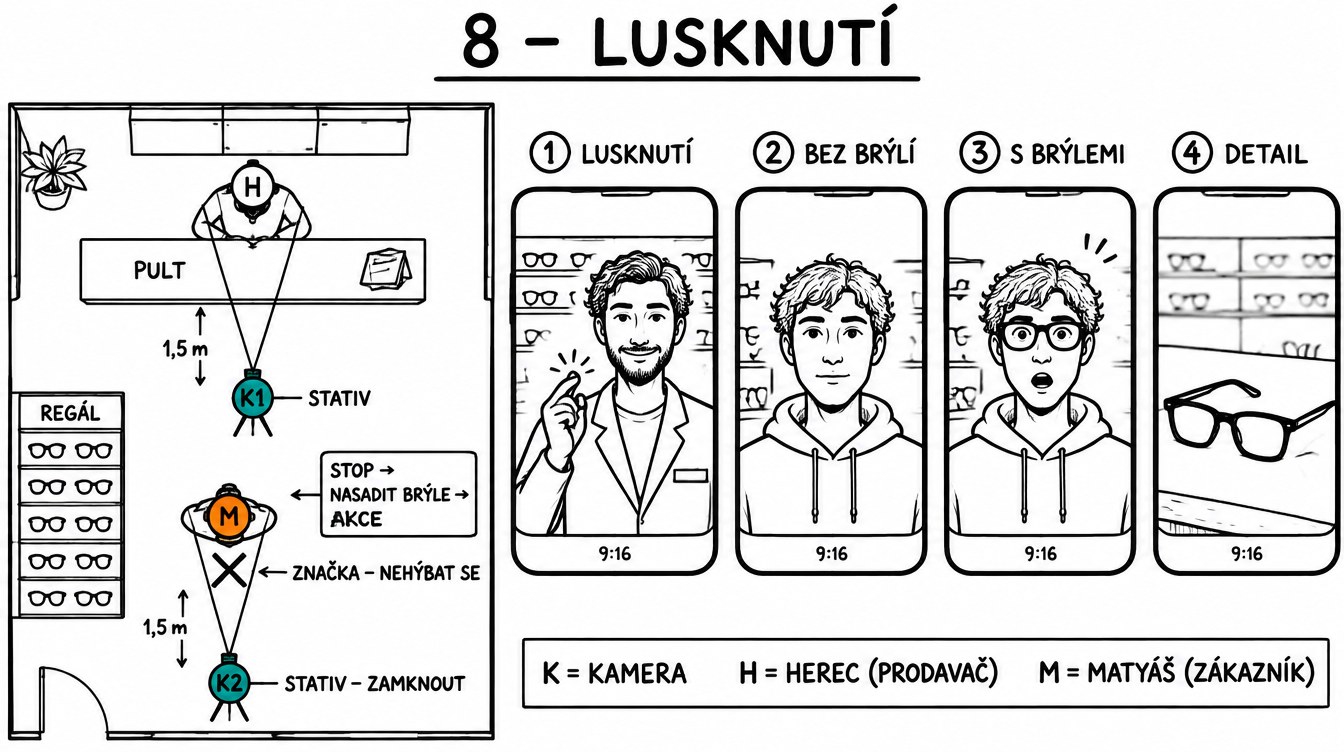 8 – LUSKNUTÍ
H
PULT
1,5 m
K1
STATIV
REGÁL
STOP →
NASADIT BRÝLE →
AKCE
M
ZNAČKA – NEHÝBAT SE
1,5 m
K2
STATIV – ZAMKNOUT
1 LUSKNUTÍ
2 BEZ BRÝLÍ
3 S BRÝLEMI
4 DETAIL
9:16
9:16
9:16
9:16
K = KAMERA H = HEREC (PRODAVAČ) M = MATYÁŠ (ZÁKAZNÍK)